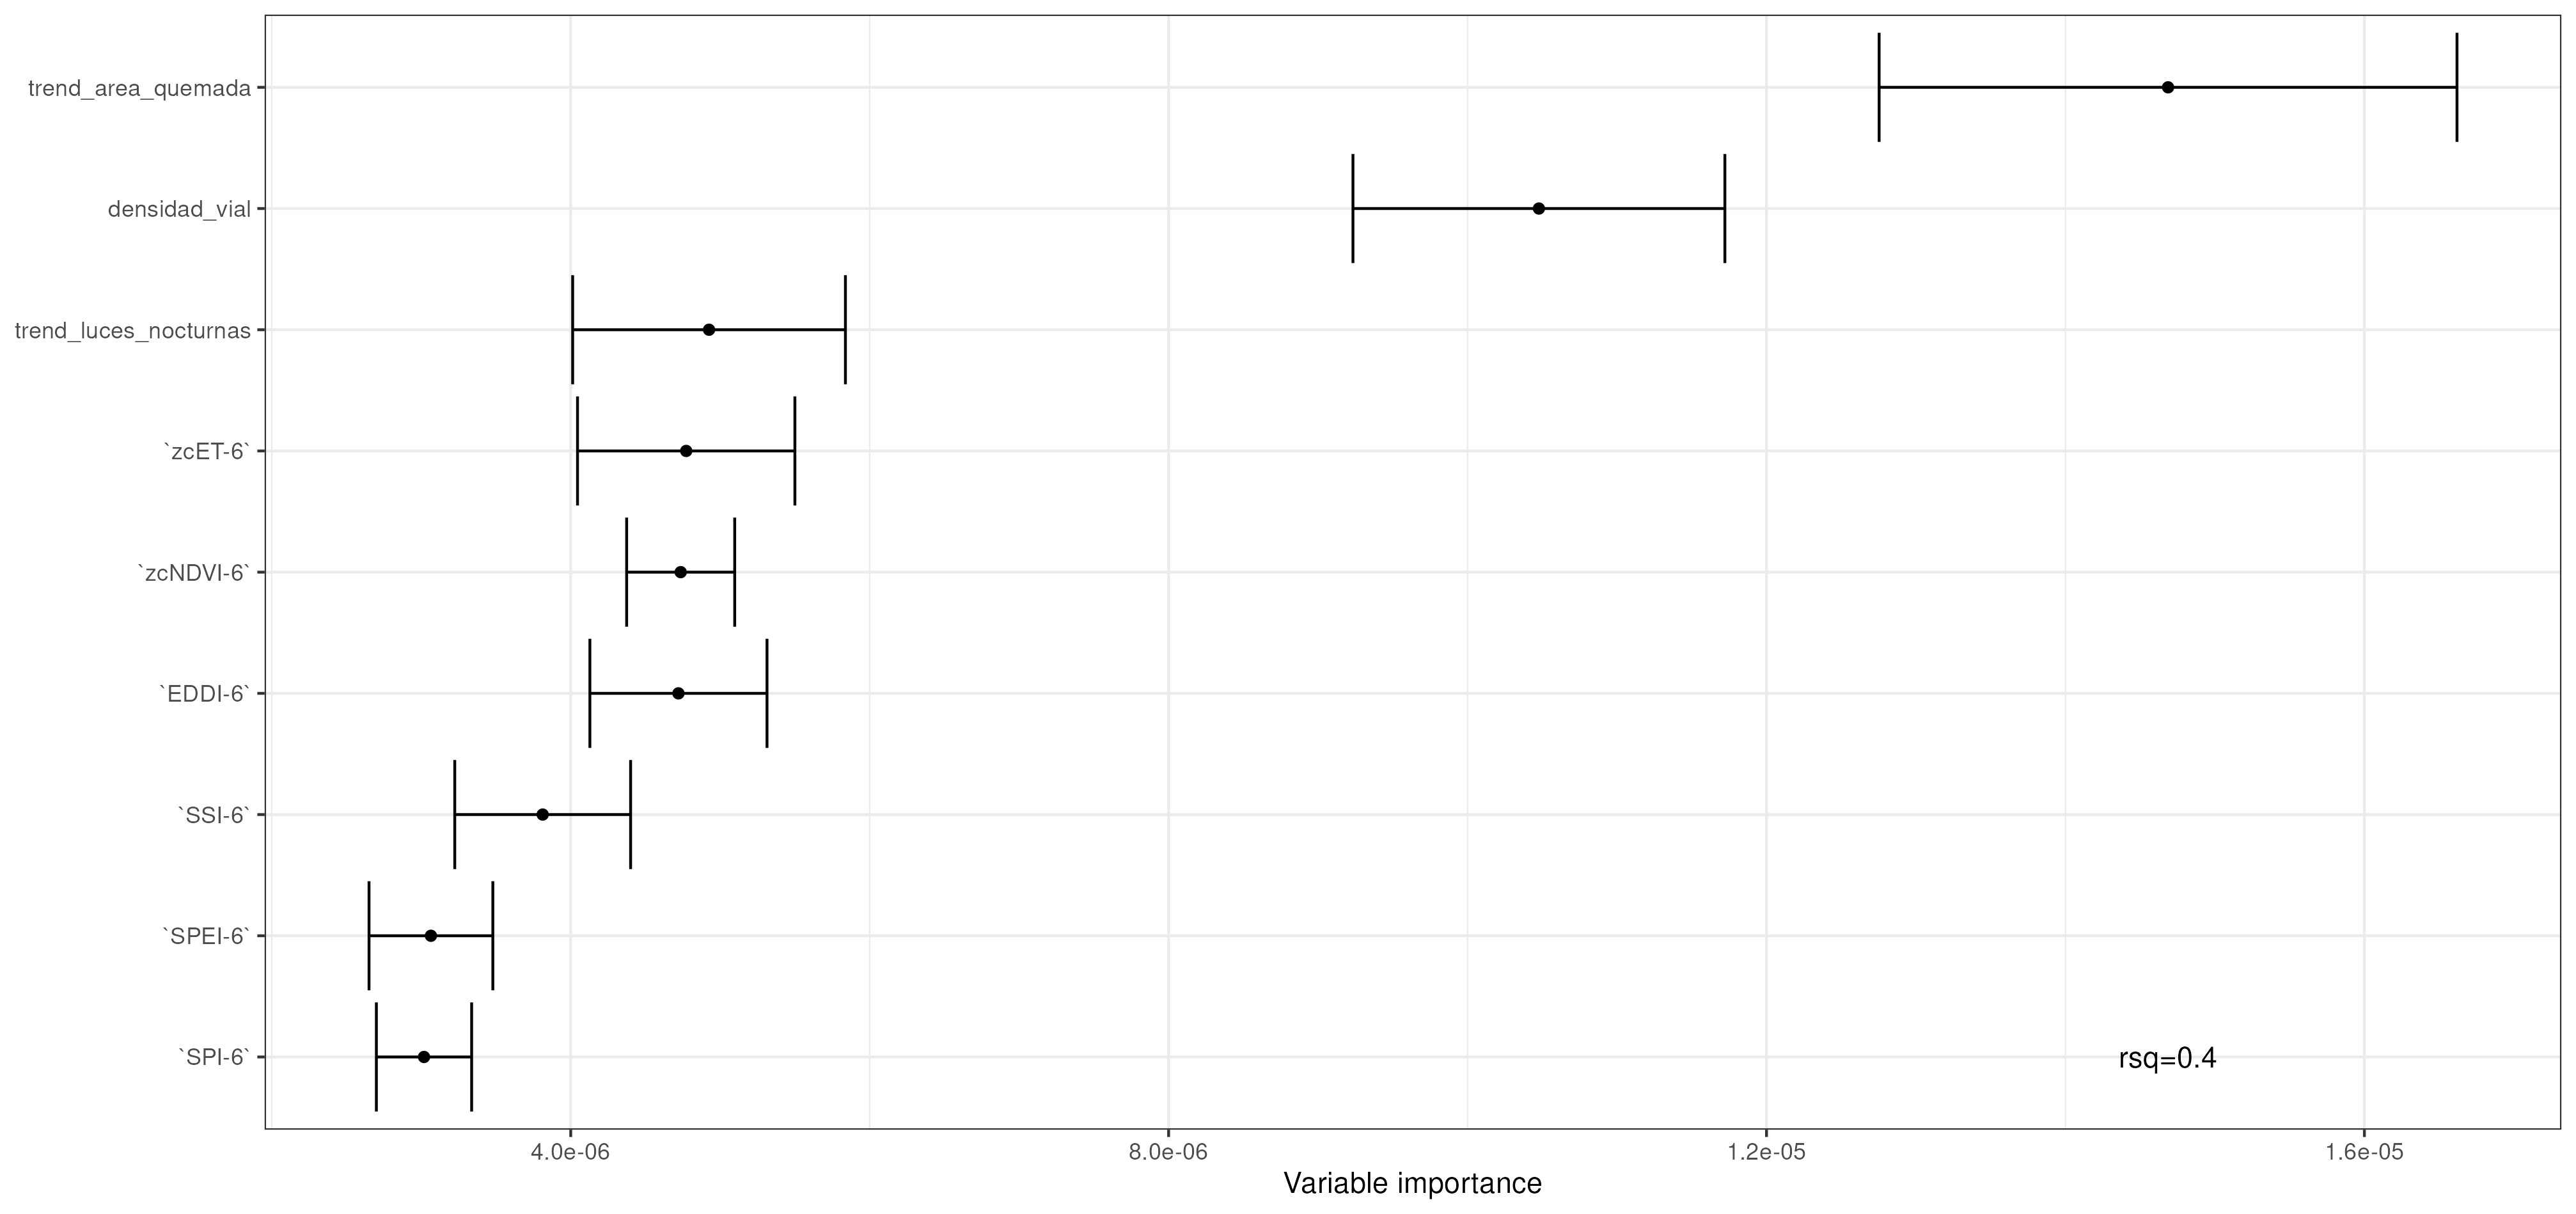 trend_area_quemada
densidad_vial
trend_luces_nocturnas
`zcET-6`
`zcNDVI-6`
`EDDI-6`
`SSI-6`
`SPEI-6`
`SPI-6`
rsq=0.4
4.0e-06 8.0e-06 1.2e-05 1.6e-05
Variable importance